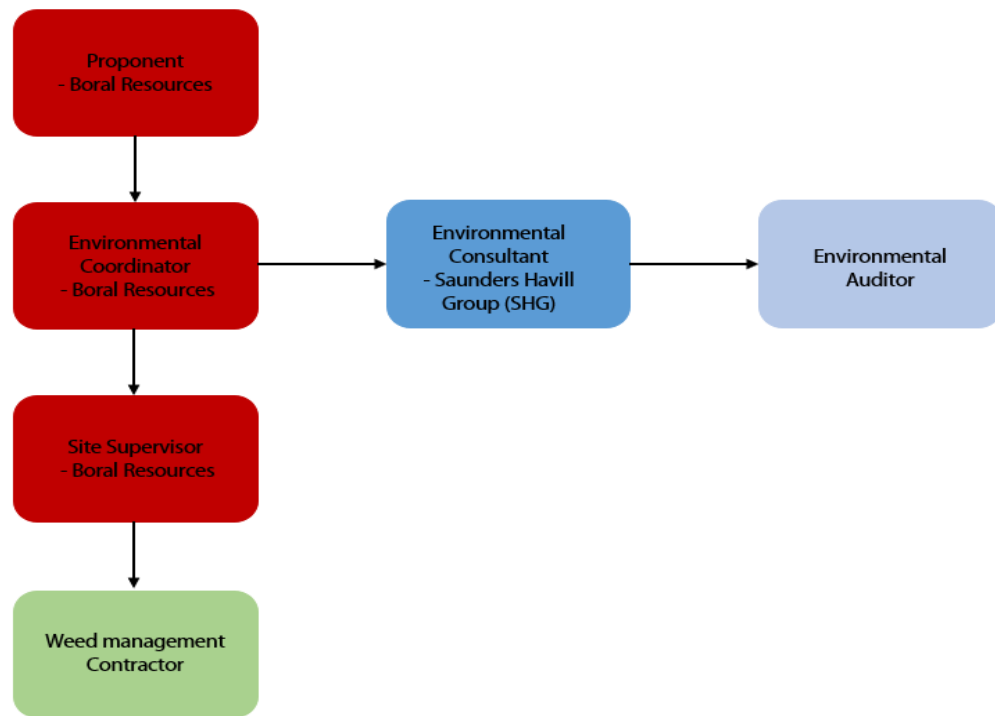 Proponent
- Boral Resources
Environmental
Coordinator
- Boral Resources
Environmental
Consultant
- Saunders Havill
Group (SHG)
Environmental
Auditor
Site Supervisor
- Boral Resources
Weed management
Contractor